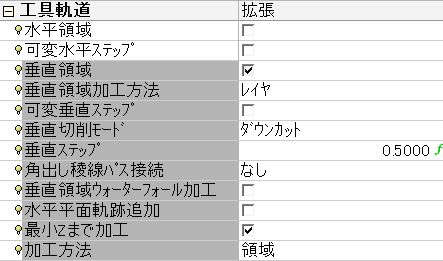 工具軌道 拡張
水平領域
可変水平ステップ
垂直領域
垂直領域加工方法 レイヤ
可変垂直ステップ
垂直切削モード ダウンカット
垂直ステップ 0.5000 f
角出し稜線パス接続 なし
垂直領域ウォーターフォール加工
水平平面軌跡追加
最小Zまで加工
加工方法 領域